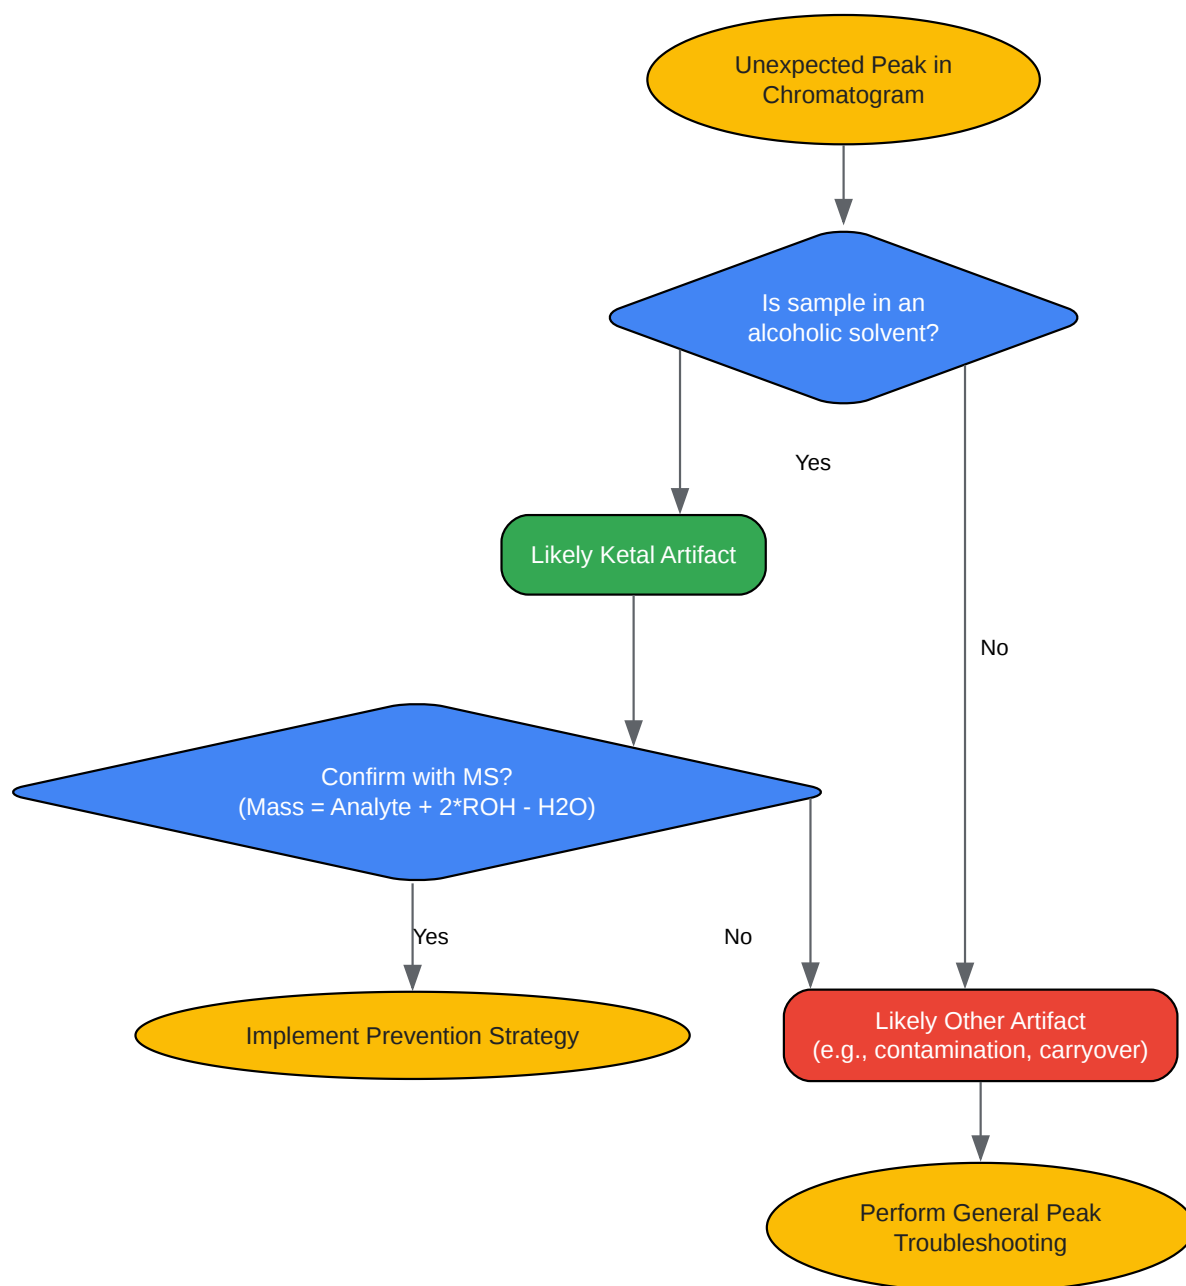 Unexpected Peak in
Chromatogram
Is sample in an
alcoholic solvent?
Yes
Likely Ketal Artifact
No
Confirm with MS?
(Mass = Analyte + 2*ROH - H2O)
Yes
No
Implement Prevention Strategy
Likely Other Artifact
(e.g., contamination, carryover)
Perform General Peak
Troubleshooting